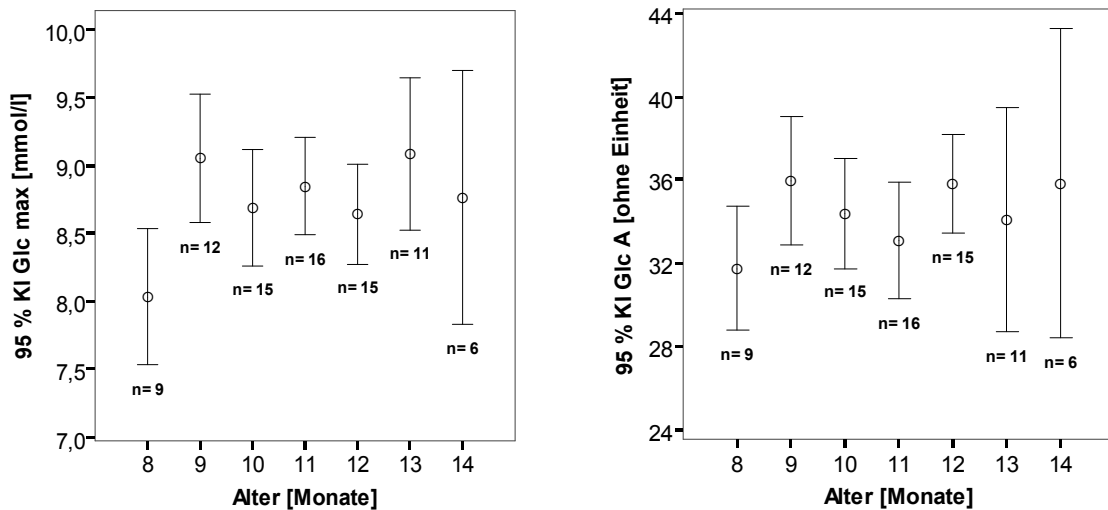 95 % KI Glc max [mmol/l]
10,0
9,5
9,0
8,5
8,0
7,5
7,0
n= 9
n= 12
n= 15
n= 16
n= 15
n= 11
n= 6
8 9 10 11 12 13 14
Alter [Monate]
95 % KI Glc A [ohne Einheit]
44
40
36
32
28
24
n= 9
n= 12
n= 15
n= 16
n= 15
n= 11
n= 6
8 9 10 11 12 13 14
Alter [Monate]